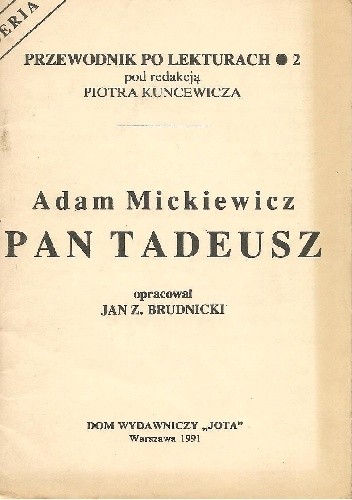 ERIA
PRZEWODNIK PO LEKTURACH ● 2
pod redakcją
PIOTRA KUNCEWICZA
Adam Mickiewicz
PAN TADEUSZ
opracował
JAN Z. BRUDNICKI
DOM WYDAWNICZY „JOTA”
Warszawa 1991